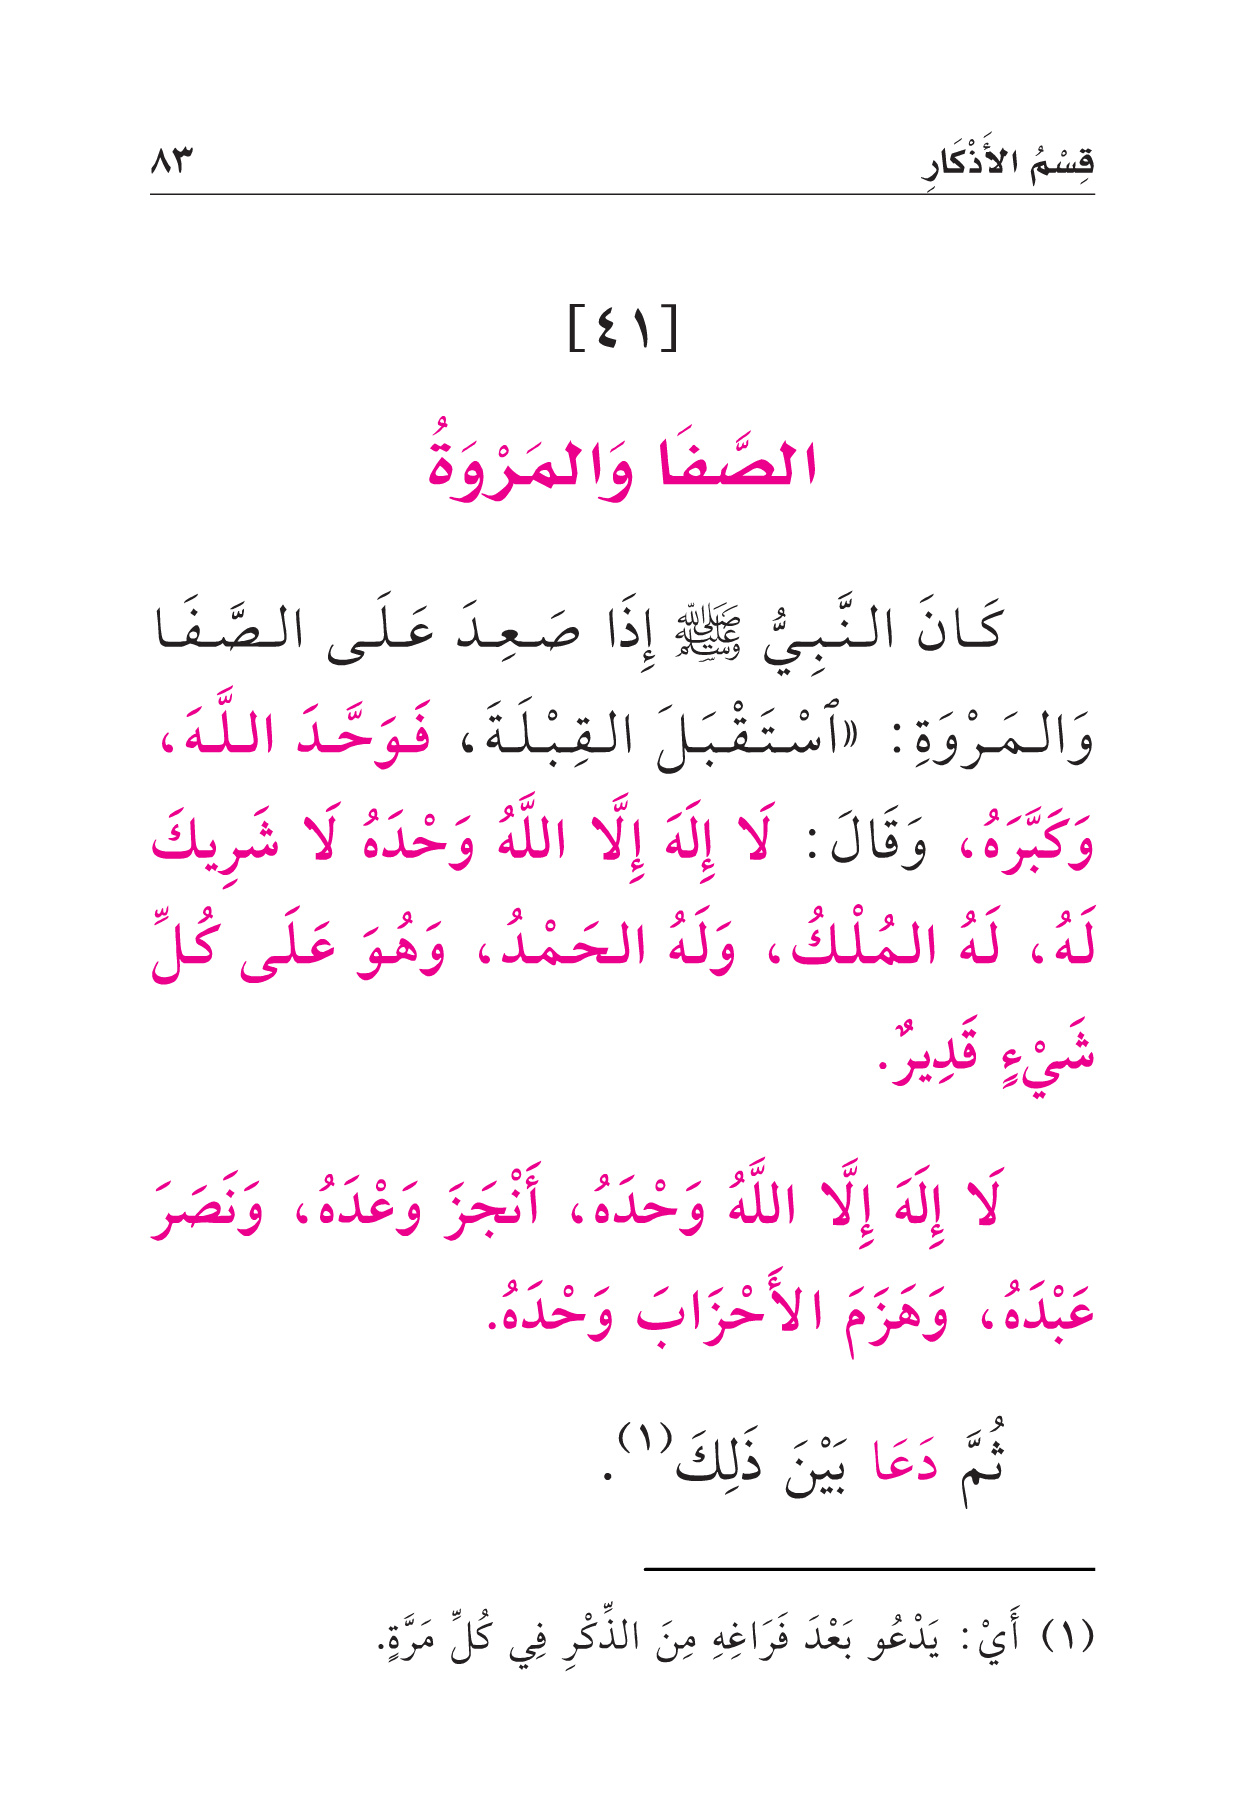 قِسْمُ الأَذْكَارِ ٨٣
[٤١]
الصَّفَا وَالمَرْوَةُ
كَانَ النَّبِيُّ ﷺ إِذَا صَعِدَ عَلَى الصَّفَا
وَالمَرْوَةِ: «ٱسْتَقْبَلَ القِبْلَةَ، فَوَحَّدَ اللَّهَ،
وَكَبَّرَهُ، وَقَالَ: لَا إِلَهَ إِلَّا اللَّهُ وَحْدَهُ لَا شَرِيكَ
لَهُ، لَهُ المُلْكُ، وَلَهُ الحَمْدُ، وَهُوَ عَلَى كُلِّ
شَيْءٍ قَدِيرٌ.
لَا إِلَهَ إِلَّا اللَّهُ وَحْدَهُ، أَنْجَزَ وَعْدَهُ، وَنَصَرَ
عَبْدَهُ، وَهَزَمَ الأَحْزَابَ وَحْدَهُ.
ثُمَّ دَعَا بَيْنَ ذَلِكَ(١).
(١) أَيْ: يَدْعُو بَعْدَ فَرَاغِهِ مِنَ الذِّكْرِ فِي كُلِّ مَرَّةٍ.